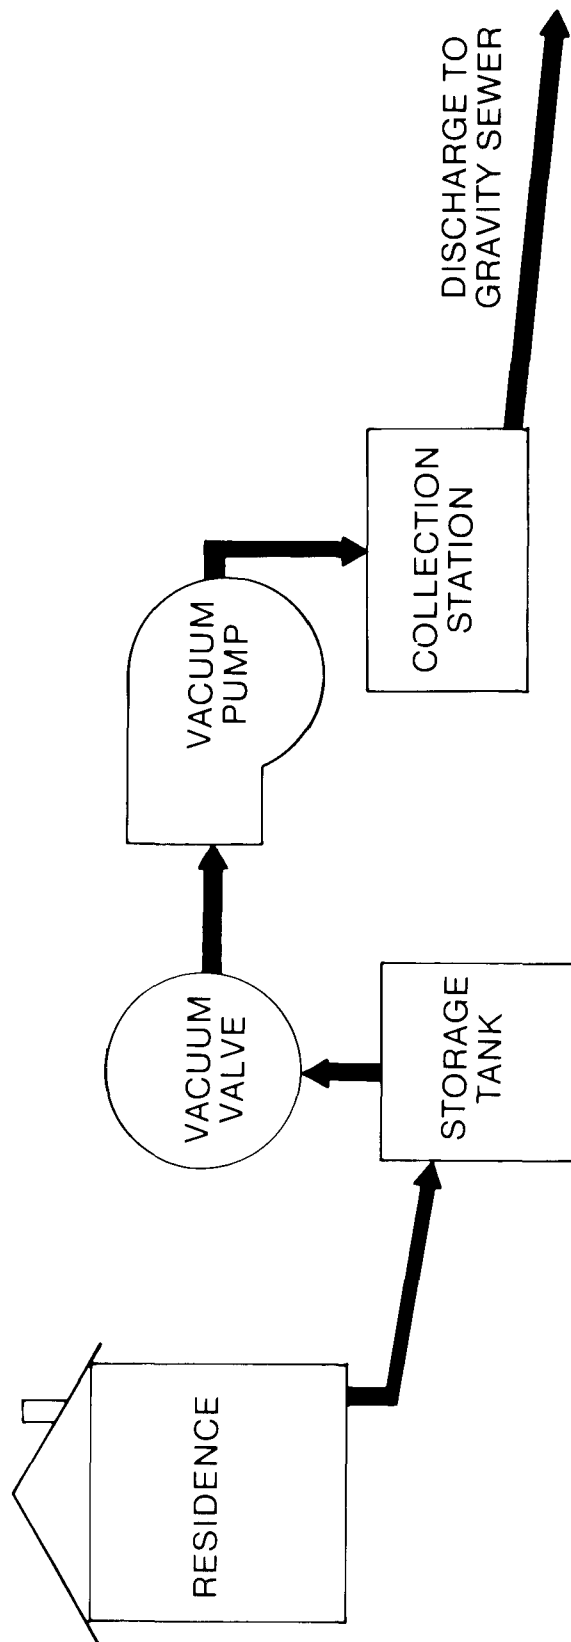 RESIDENCE
STORAGE
TANK
VACUUM
VALVE
VACUUM
PUMP
COLLECTION
STATION
DISCHARGE TO
GRAVITY SEWER